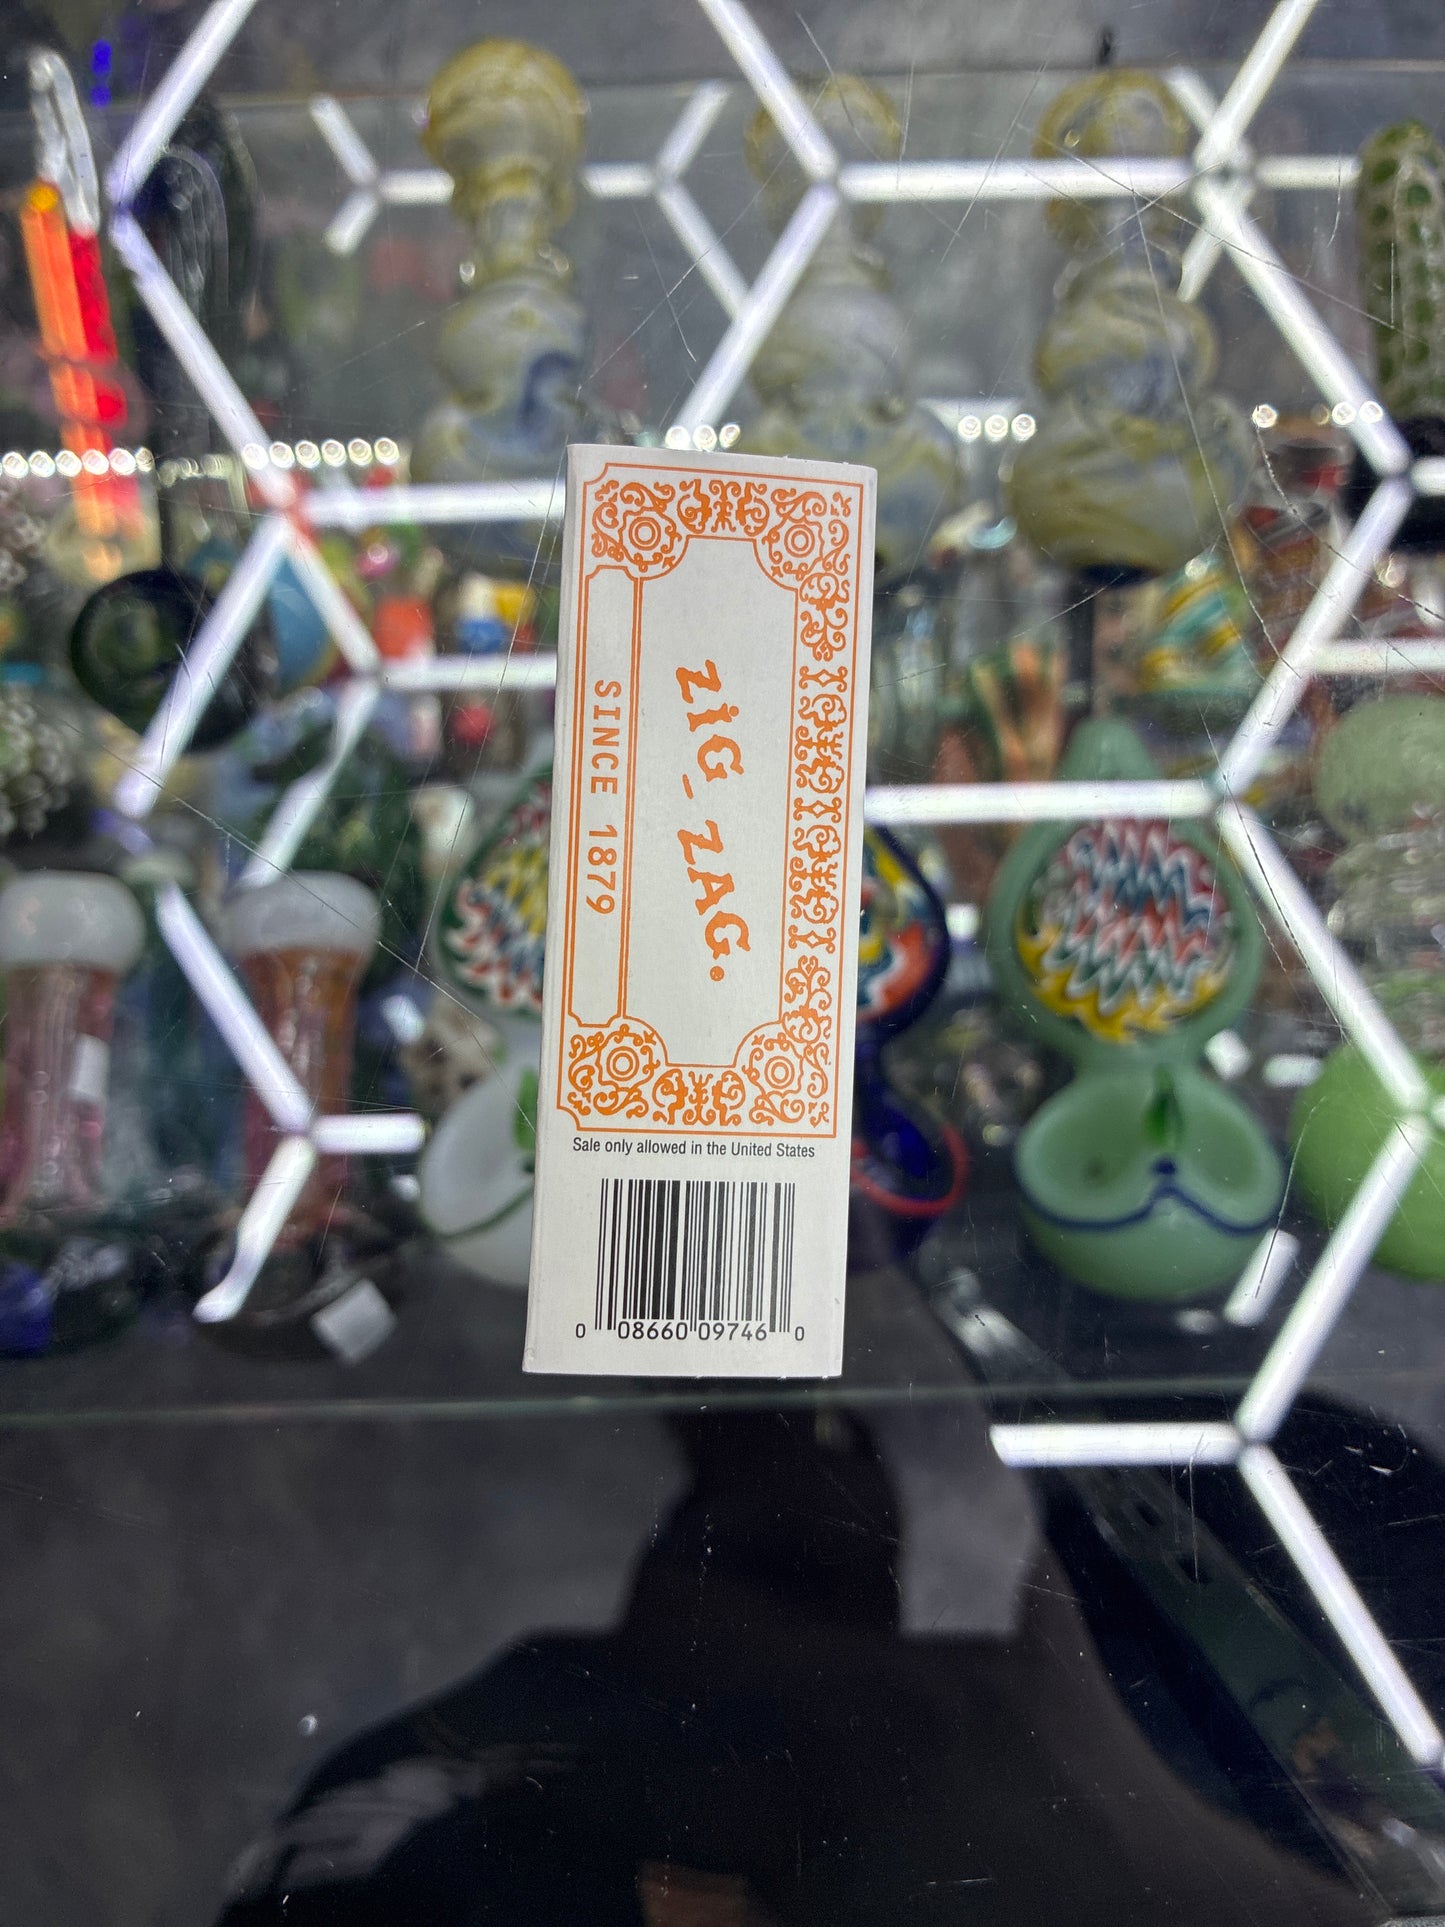 ZIG-ZAG.
SINCE 1879
Sale only allowed in the United States
0 08660 09746 0